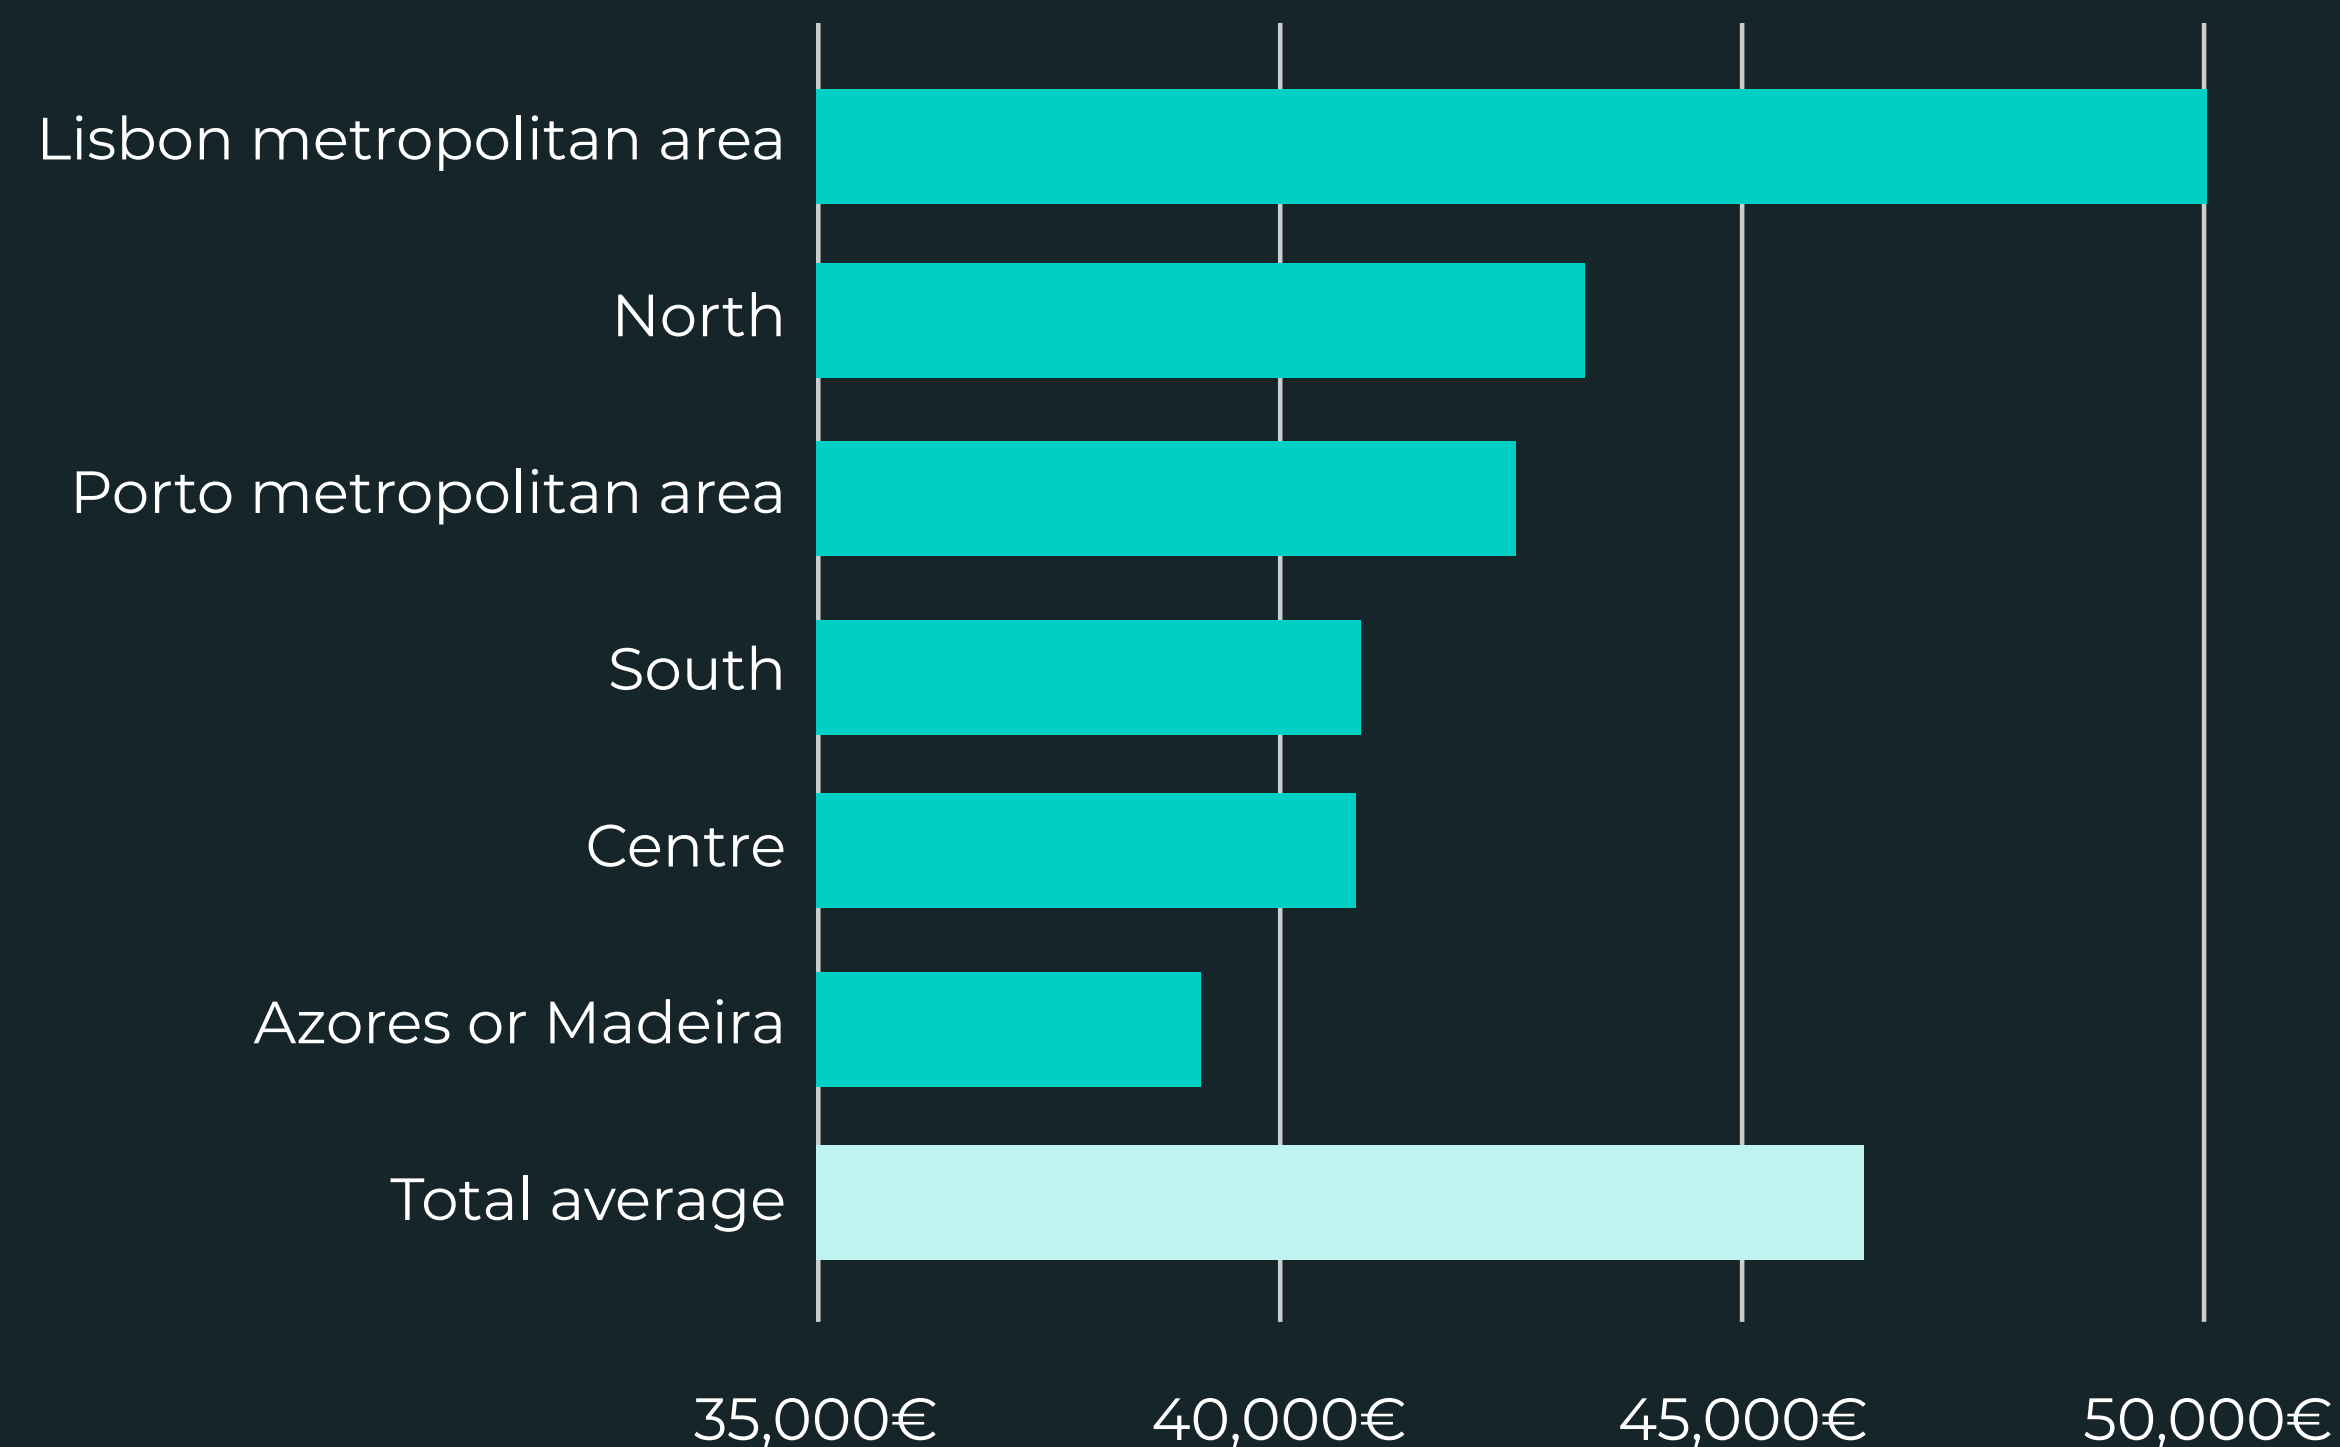 Lisbon metropolitan area
North
Porto metropolitan area
South
Centre
Azores or Madeira
Total average
35,000€ 40,000€ 45,000€ 50,000€